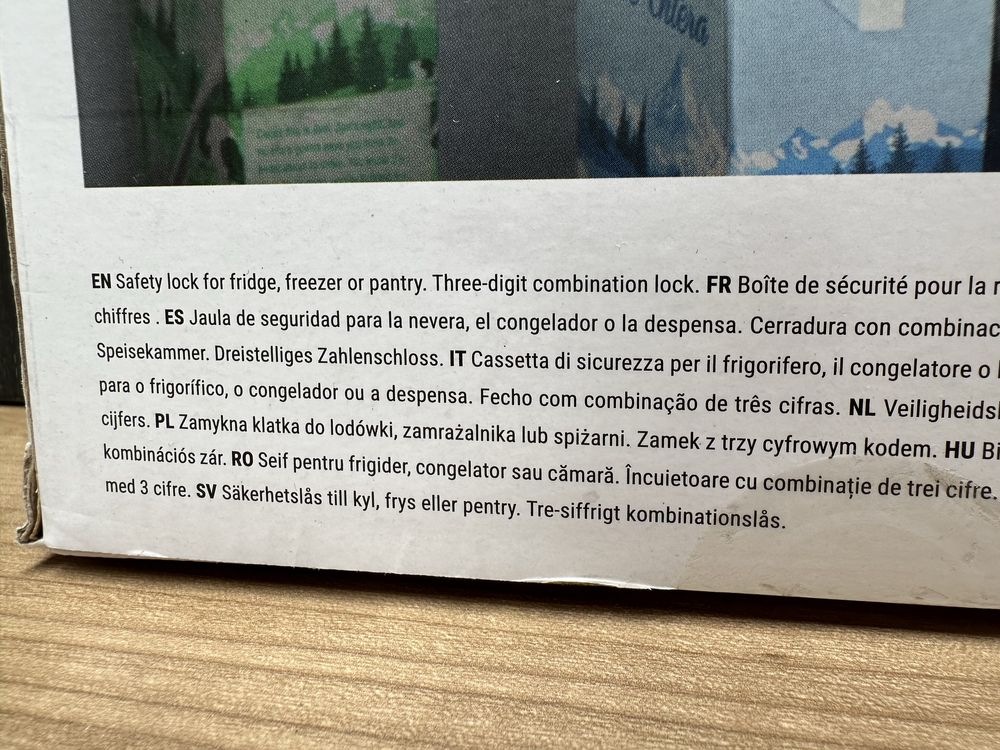 Criera
EN Safety lock for fridge, freezer or pantry. Three-digit combination lock. FR Boîte de sécurité pour la
chiffres . ES Jaula de seguridad para la nevera, el congelador o la despensa. Cerradura con
Speisekammer. Dreistelliges Zahlenschloss. IT Cassetta di sicurezza per il frigorifero, il congelatore o
para o frigorífico, o congelador ou a despensa. Fecho com combinação de três cifras. NL
cijfers. PL Zamykna klatka do lodówki, zamrażalnika lub spiżarni. Zamek z trzy cyfrowym kodem. HU
kombinációs zár. RO Seif pentru frigider, congelator sau cămară. Încuietoare cu combinație de trei cifre.
med 3 cifre. SV Säkerhetslås till kyl, frys eller pentry. Tre-siffrigt kombinationslås.